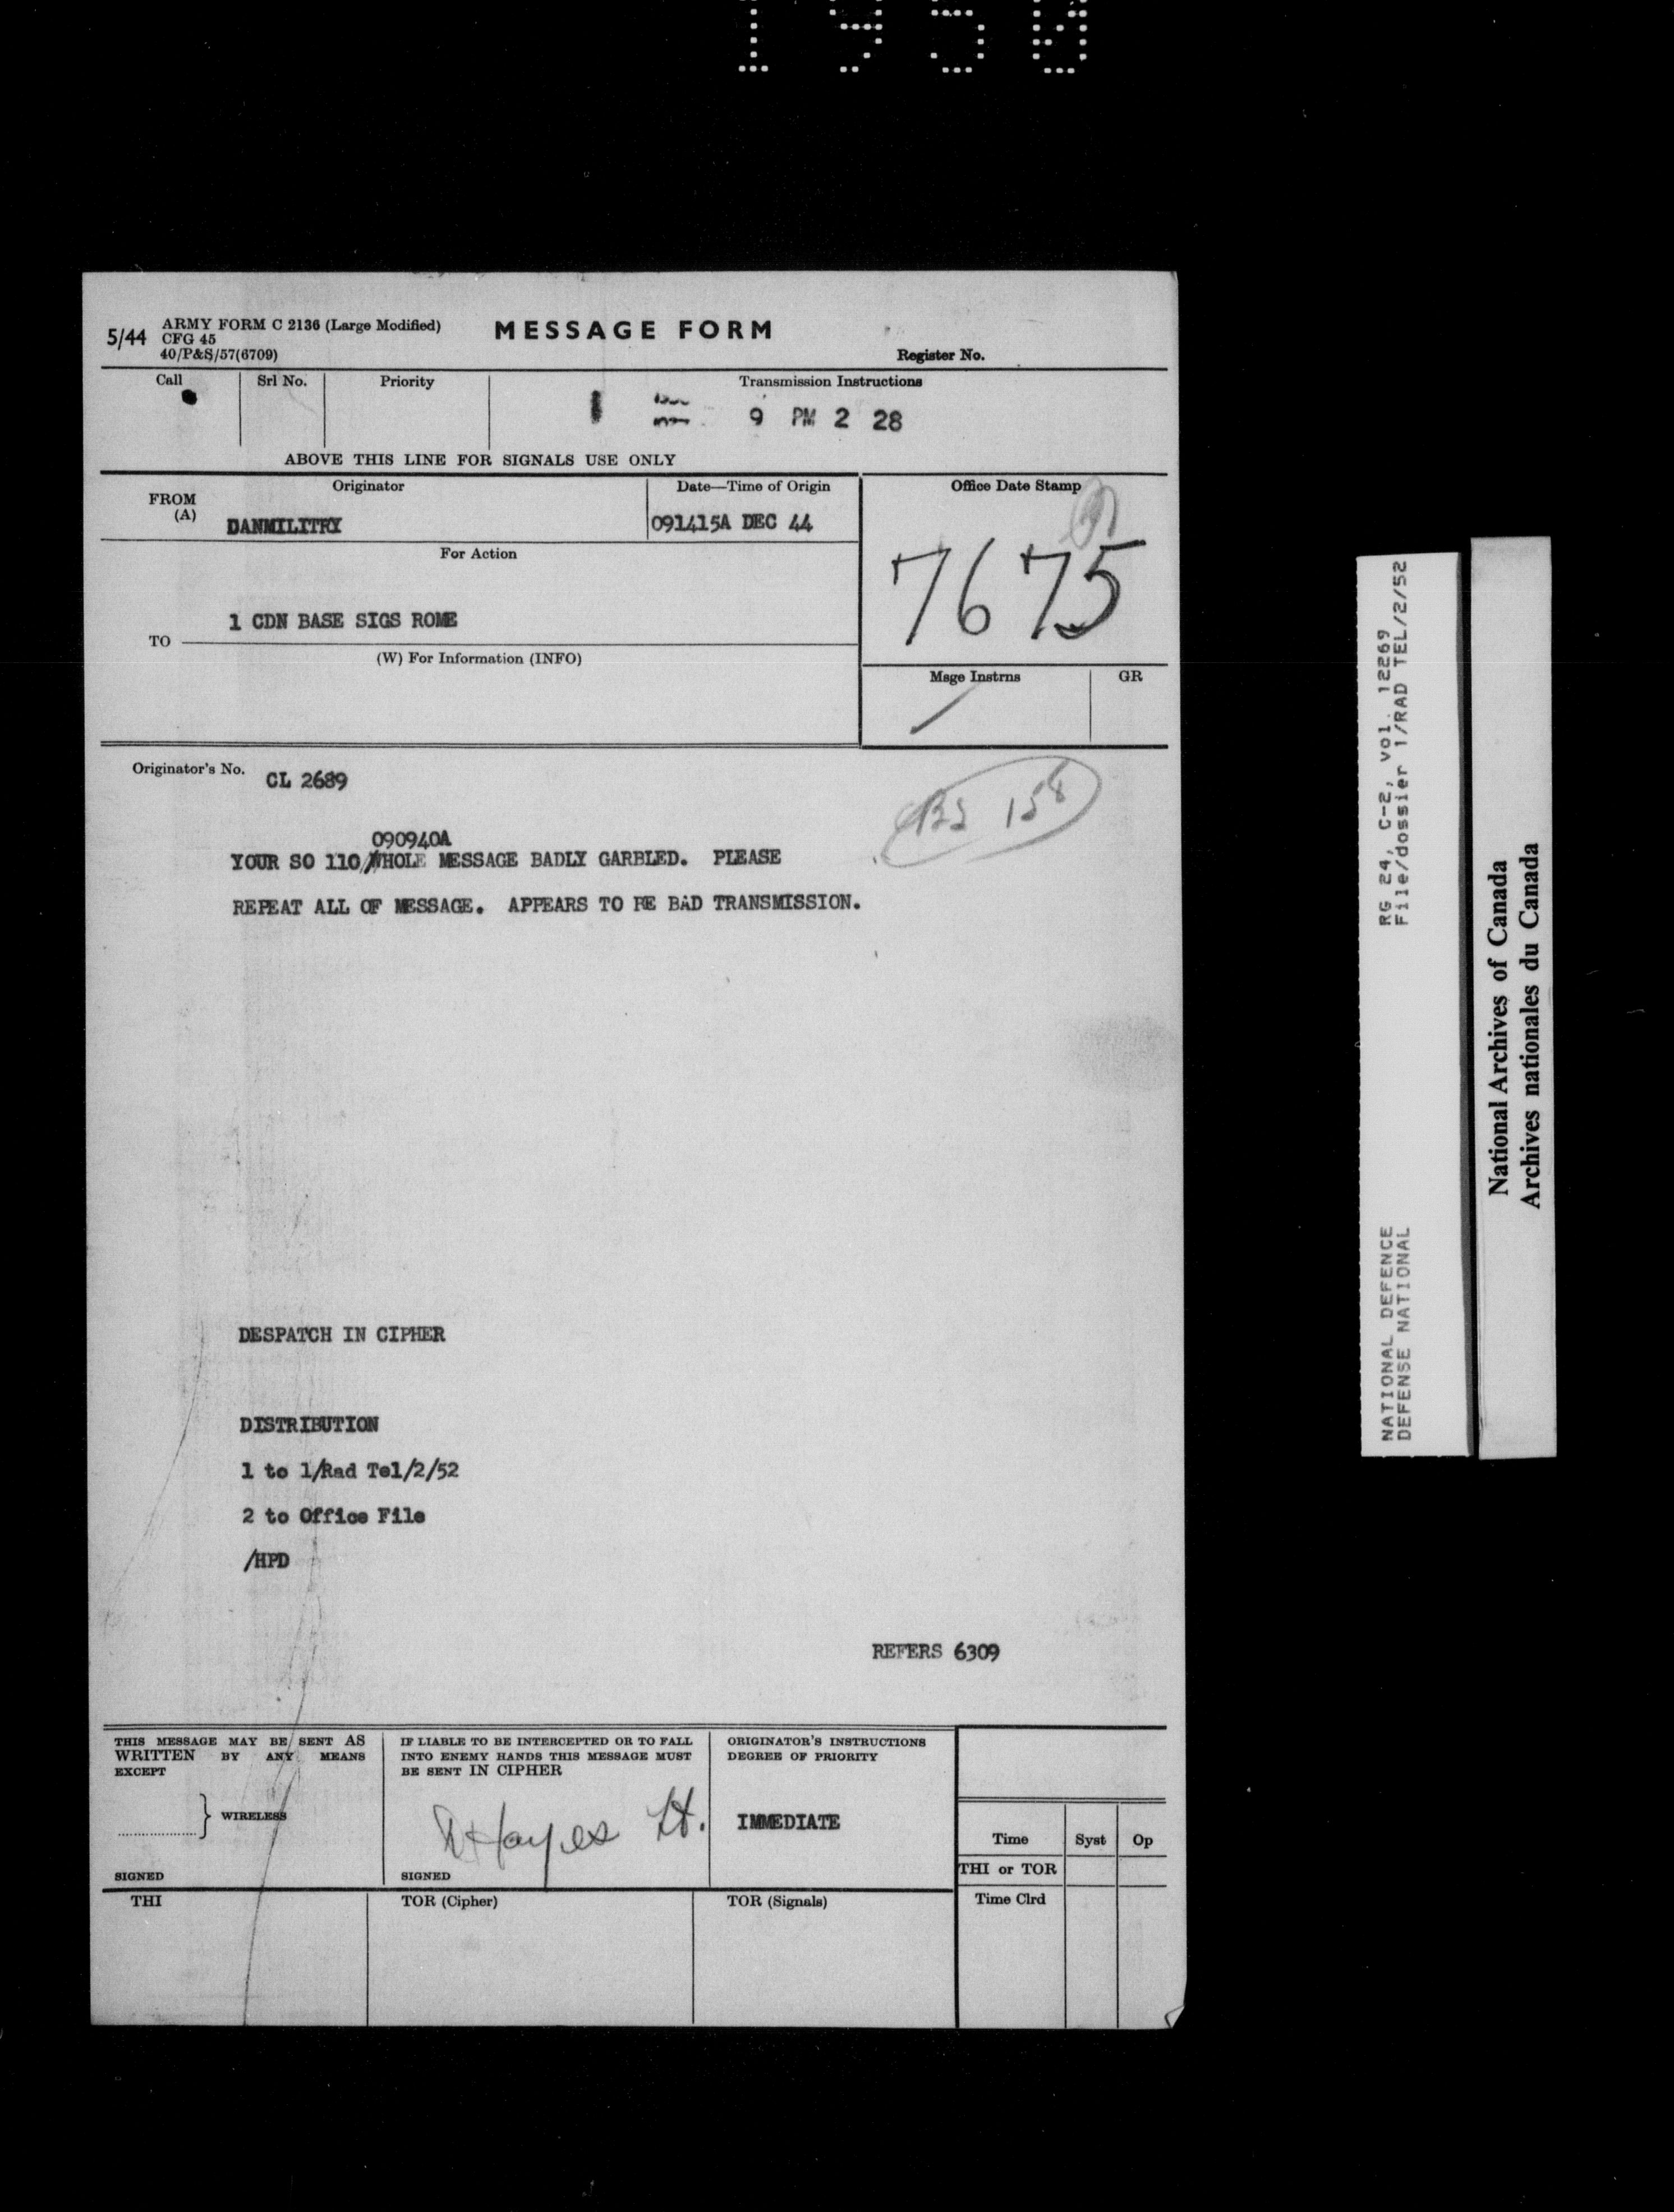 1950
5/44 ARMY FORM C 2136 (Large Modified)
CFG 45
40/P&S/57(6709)
MESSAGE FORM
Register No.
Call Srl No. Priority Transmission Instructions
9 PM 2 28
ABOVE THIS LINE FOR SIGNALS USE ONLY
FROM (A) Originator Date—Time of Origin Office Date Stamp
DANMILITRY 091415A DEC 44
7675
For Action
1 CDN BASE SIGS ROME
TO
(W) For Information (INFO)
Msge Instrns GR
Originator's No. CL 2689
158
090940A
YOUR SO 110/WHOLE MESSAGE BADLY GARBLED. PLEASE
REPEAT ALL OF MESSAGE. APPEARS TO BE BAD TRANSMISSION.
DESPATCH IN CIPHER
DISTRIBUTION
1 to 1/Rad Tel/2/52
2 to Office File
/HPD
REFERS 6309
THIS MESSAGE MAY BE SENT AS
WRITTEN BY ANY MEANS
EXCEPT
WIRELESS
SIGNED
IF LIABLE TO BE INTERCEPTED OR TO FALL
INTO ENEMY HANDS THIS MESSAGE MUST
BE SENT IN CIPHER
Hayes Lt.
SIGNED
ORIGINATOR'S INSTRUCTIONS
DEGREE OF PRIORITY
IMMEDIATE
Time Syst Op
THI or TOR
Time Clrd
THI TOR (Cipher) TOR (Signals)
RG 24, C-2, vol. 12269
File/dossier 1/RAD TEL/2/52
NATIONAL DEFENCE
DEFENSE NATIONAL
National Archives of Canada
Archives nationales du Canada